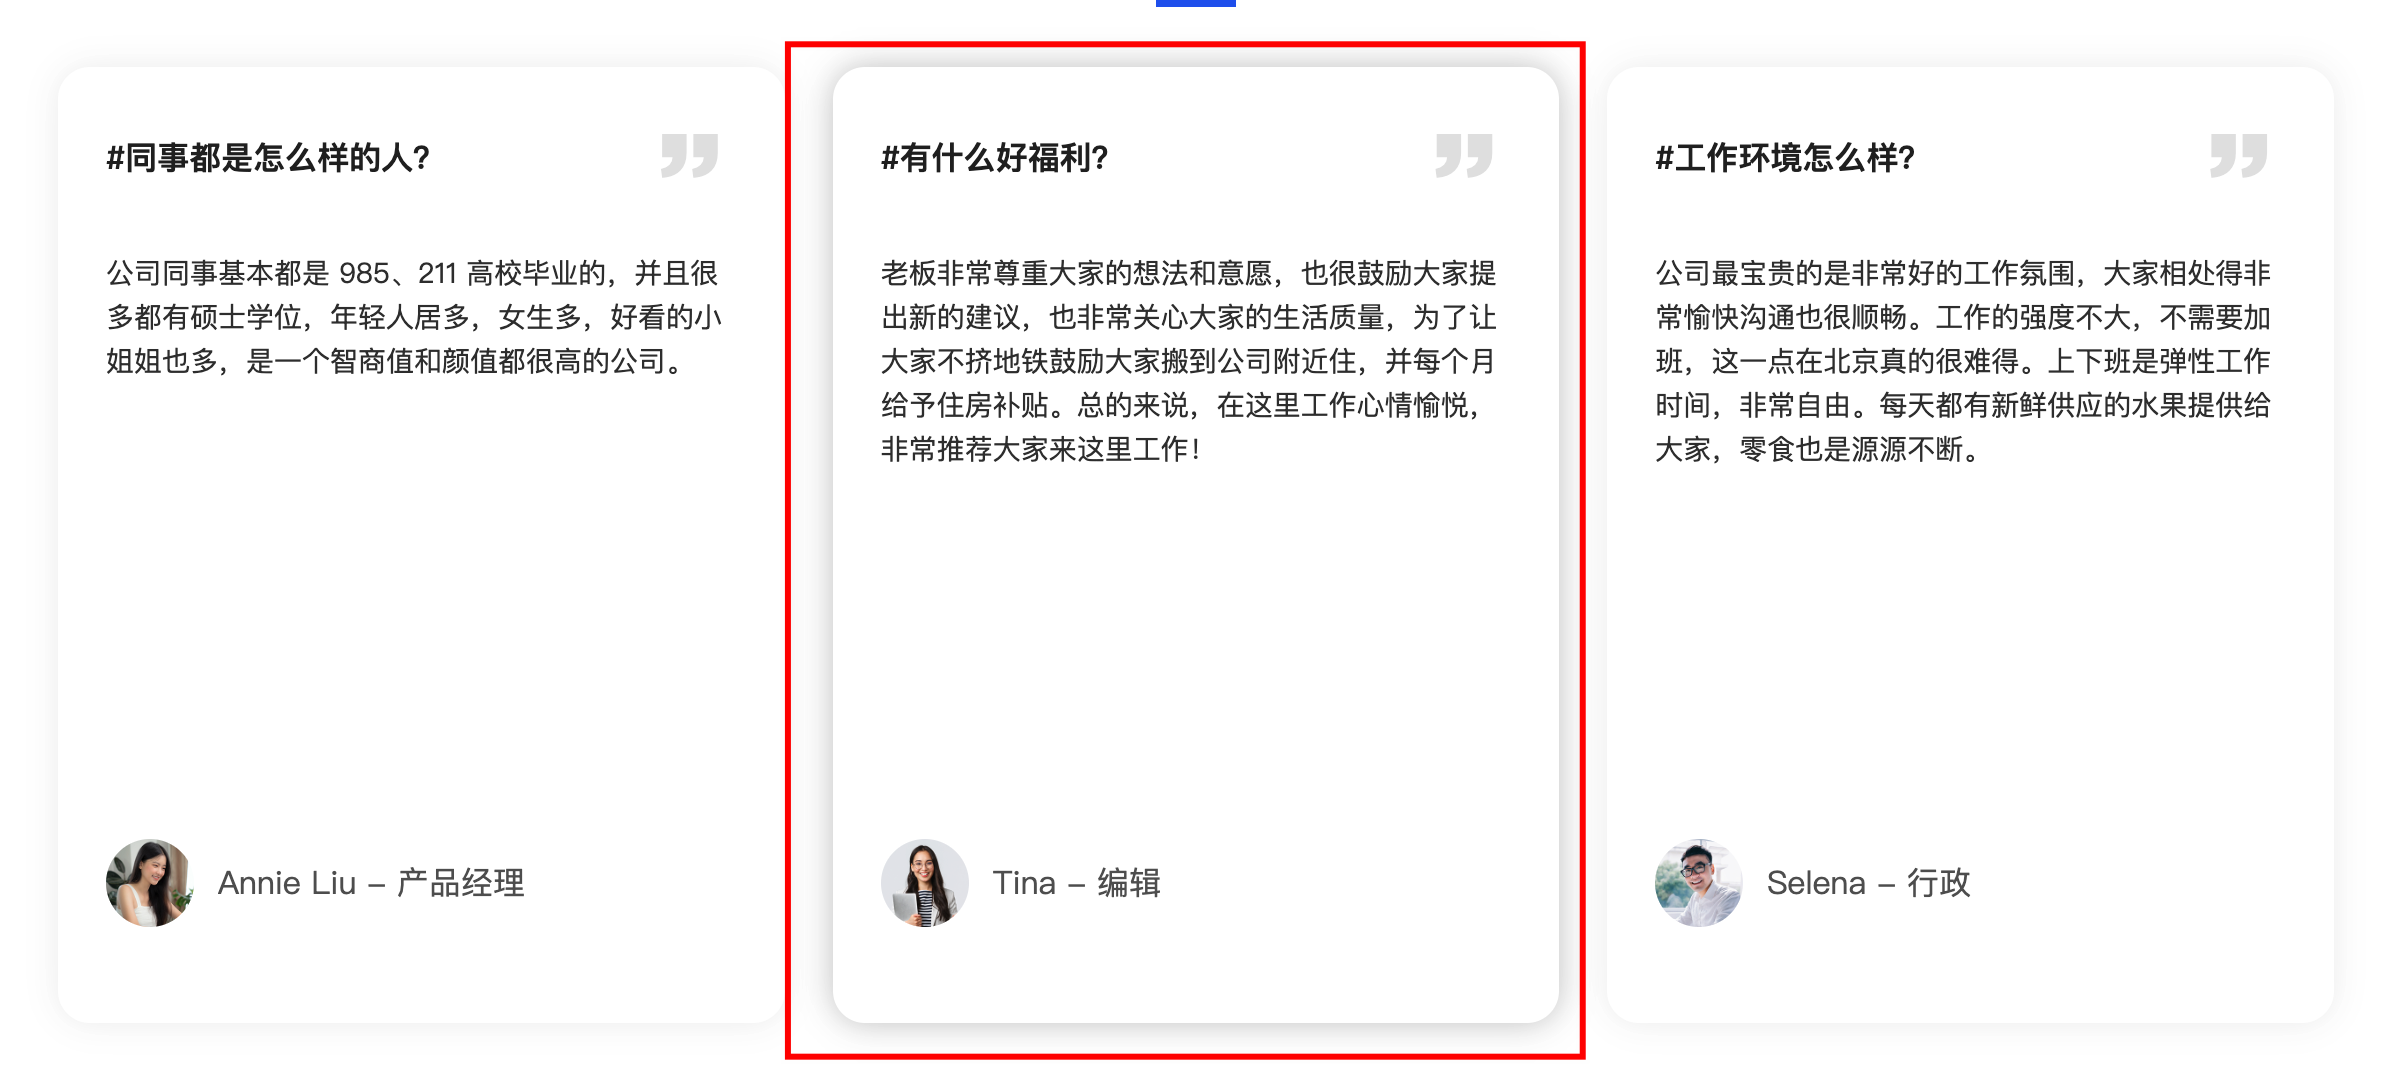 #同事都是怎么样的人?
公司同事基本都是 985、211 高校毕业的，并且很
多都有硕士学位，年轻人居多，女生多，好看的小
姐姐也多，是一个智商值和颜值都很高的公司。
Annie Liu – 产品经理
#有什么好福利?
老板非常尊重大家的想法和意愿，也很鼓励大家提
出新的建议，也非常关心大家的生活质量，为了让
大家不挤地铁鼓励大家搬到公司附近住，并每个月
给予住房补贴。总的来说，在这里工作心情愉悦，
非常推荐大家来这里工作！
Tina – 编辑
#工作环境怎么样?
公司最宝贵的是非常好的工作氛围，大家相处得非
常愉快沟通也很顺畅。工作的强度不大，不需要加
班，这一点在北京真的很难得。上下班是弹性工作
时间，非常自由。每天都有新鲜供应的水果提供给
大家，零食也是源源不断。
Selena – 行政